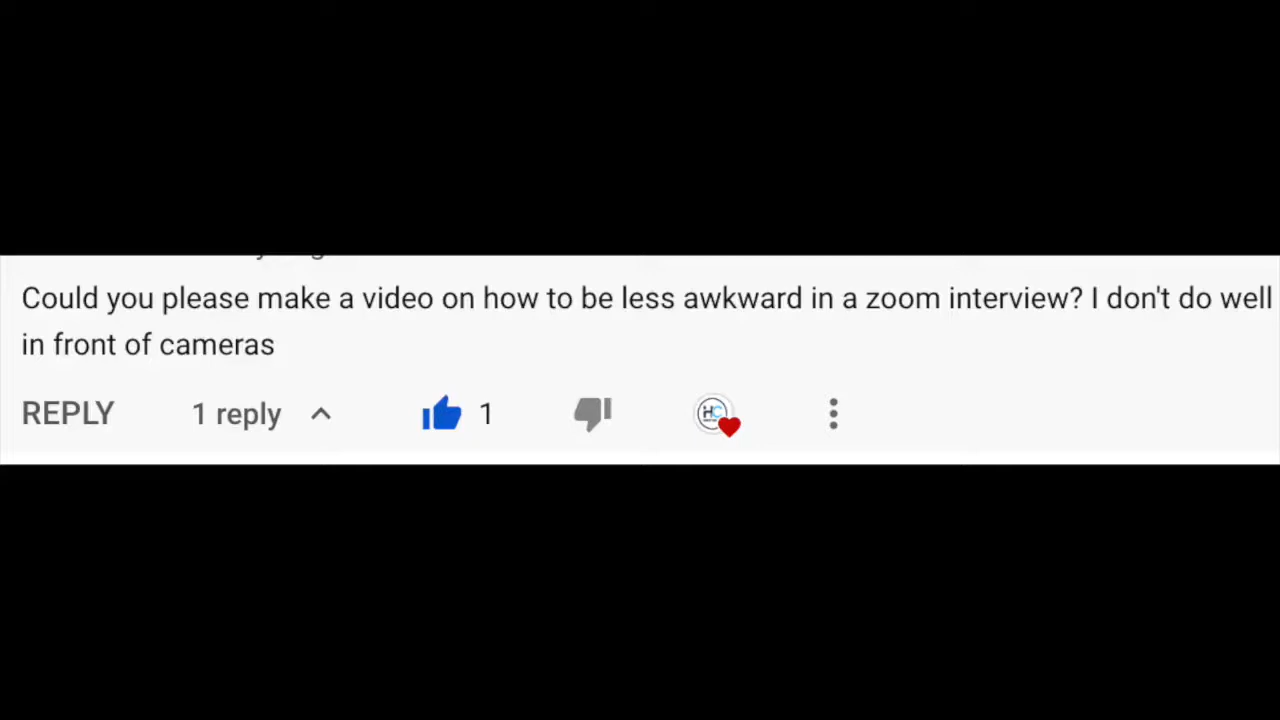 Could you please make a video on how to be less awkward in a zoom interview? I don't do well
in front of cameras
REPLY 1 reply 1 HC